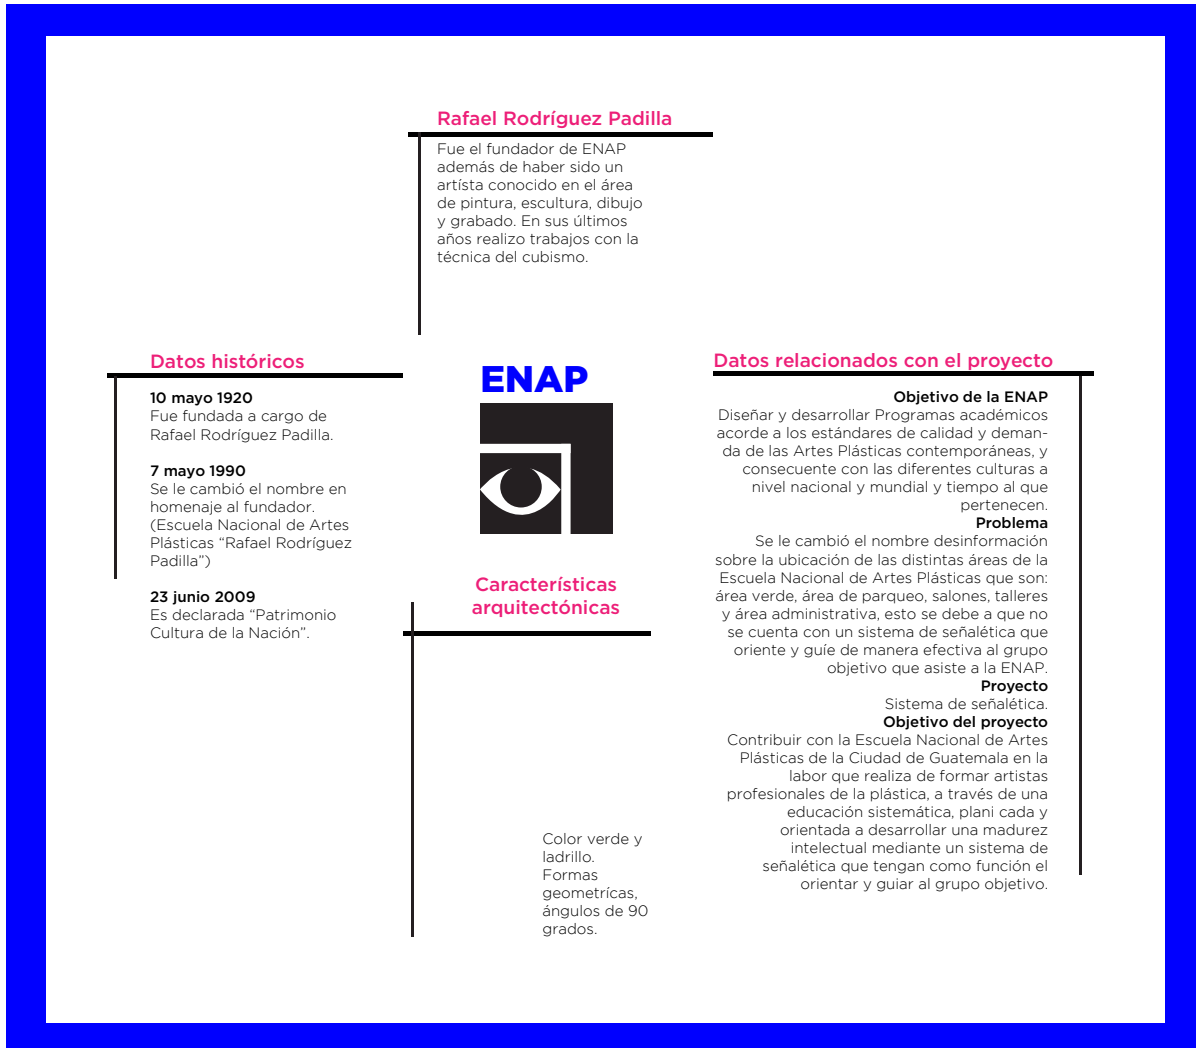 Rafael Rodríguez Padilla
Fue el fundador de ENAP
además de haber sido un
artísta conocido en el área
de pintura, escultura, dibujo
y grabado. En sus últimos
años realizo trabajos con la
técnica del cubismo.
Datos históricos
10 mayo 1920
Fue fundada a cargo de
Rafael Rodríguez Padilla.
7 mayo 1990
Se le cambió el nombre en
homenaje al fundador.
(Escuela Nacional de Artes
Plásticas “Rafael Rodríguez
Padilla”)
23 junio 2009
Es declarada “Patrimonio
Cultura de la Nación”.
ENAP
Características
arquitectónicas
Color verde y
ladrillo.
Formas
geometrícas,
ángulos de 90
grados.
Datos relacionados con el proyecto
Objetivo de la ENAP
Diseñar y desarrollar Programas académicos
acorde a los estándares de calidad y deman-
da de las Artes Plásticas contemporáneas, y
consecuente con las diferentes culturas a
nivel nacional y mundial y tiempo al que
pertenecen.
Problema
Se le cambió el nombre desinformación
sobre la ubicación de las distintas áreas de la
Escuela Nacional de Artes Plásticas que son:
área verde, área de parqueo, salones, talleres
y área administrativa, esto se debe a que no
se cuenta con un sistema de señalética que
oriente y guíe de manera efectiva al grupo
objetivo que asiste a la ENAP.
Proyecto
Sistema de señalética.
Objetivo del proyecto
Contribuir con la Escuela Nacional de Artes
Plásticas de la Ciudad de Guatemala en la
labor que realiza de formar artistas
profesionales de la plástica, a través de una
educación sistemática, plani cada y
orientada a desarrollar una madurez
intelectual mediante un sistema de
señalética que tengan como función el
orientar y guiar al grupo objetivo.